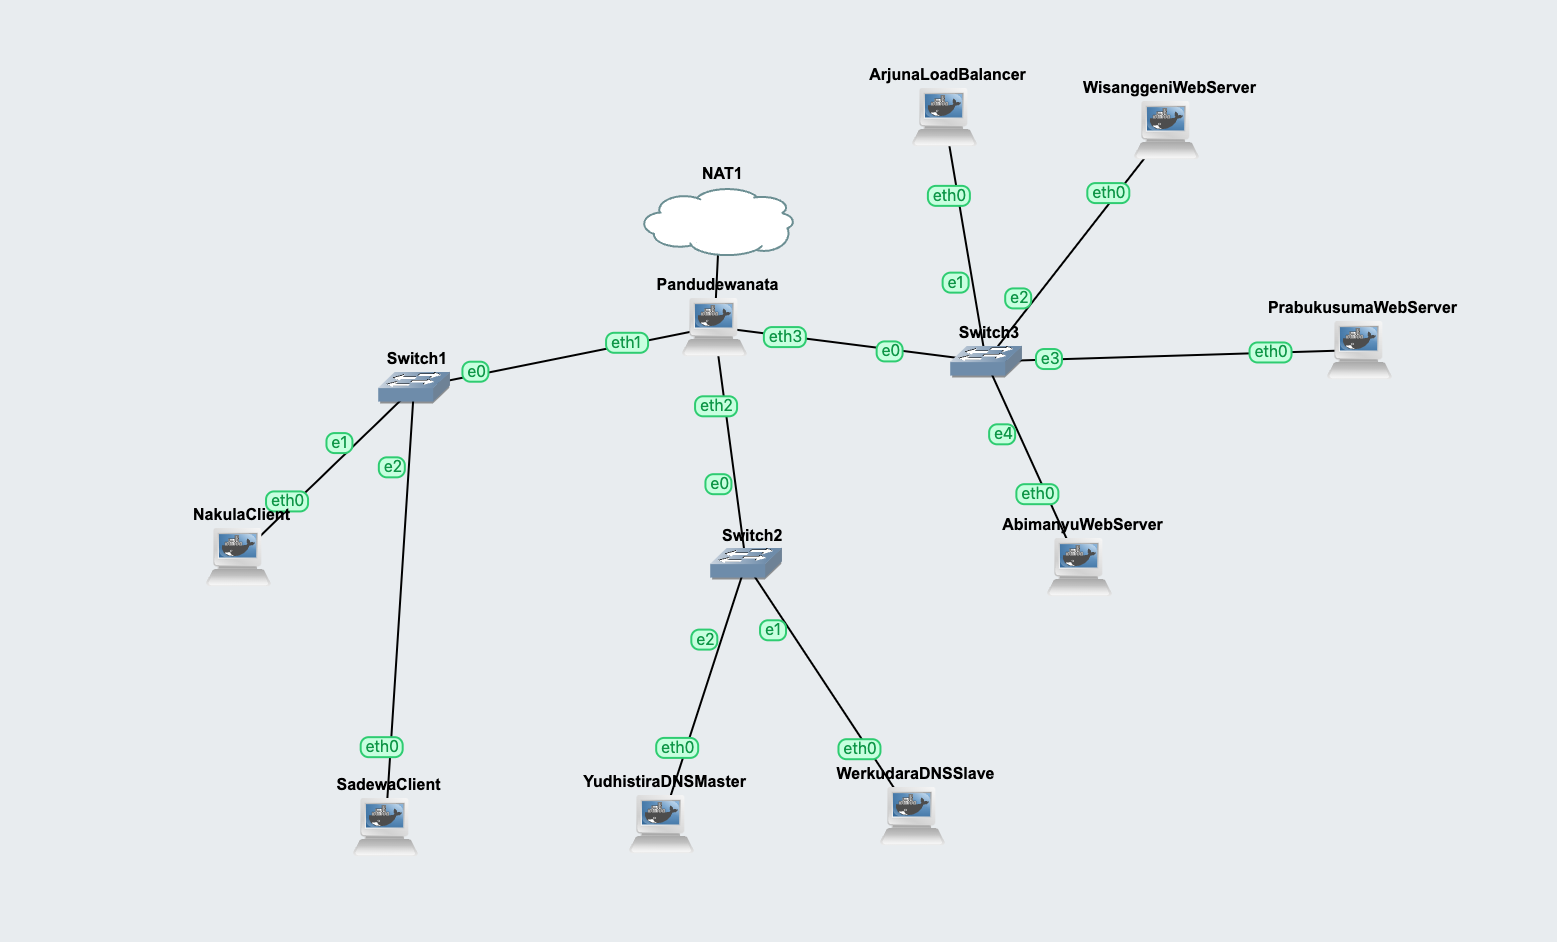 ArjunaLoadBalancer
WisanggeniWebServer
NAT1
eth0
eth0
Pandudewanata
e1
e2
PrabukusumaWebServer
Switch1
eth1
eth3
e0
Switch3
e3
eth0
e0
eth2
e1
e2
e4
e0
eth0
eth0
NakulaClient
AbimanyuWebServer
Switch2
e2
e1
eth0
eth0
eth0
SadewaClient
YudhistiraDNSMaster
WerkudaraDNSSlave